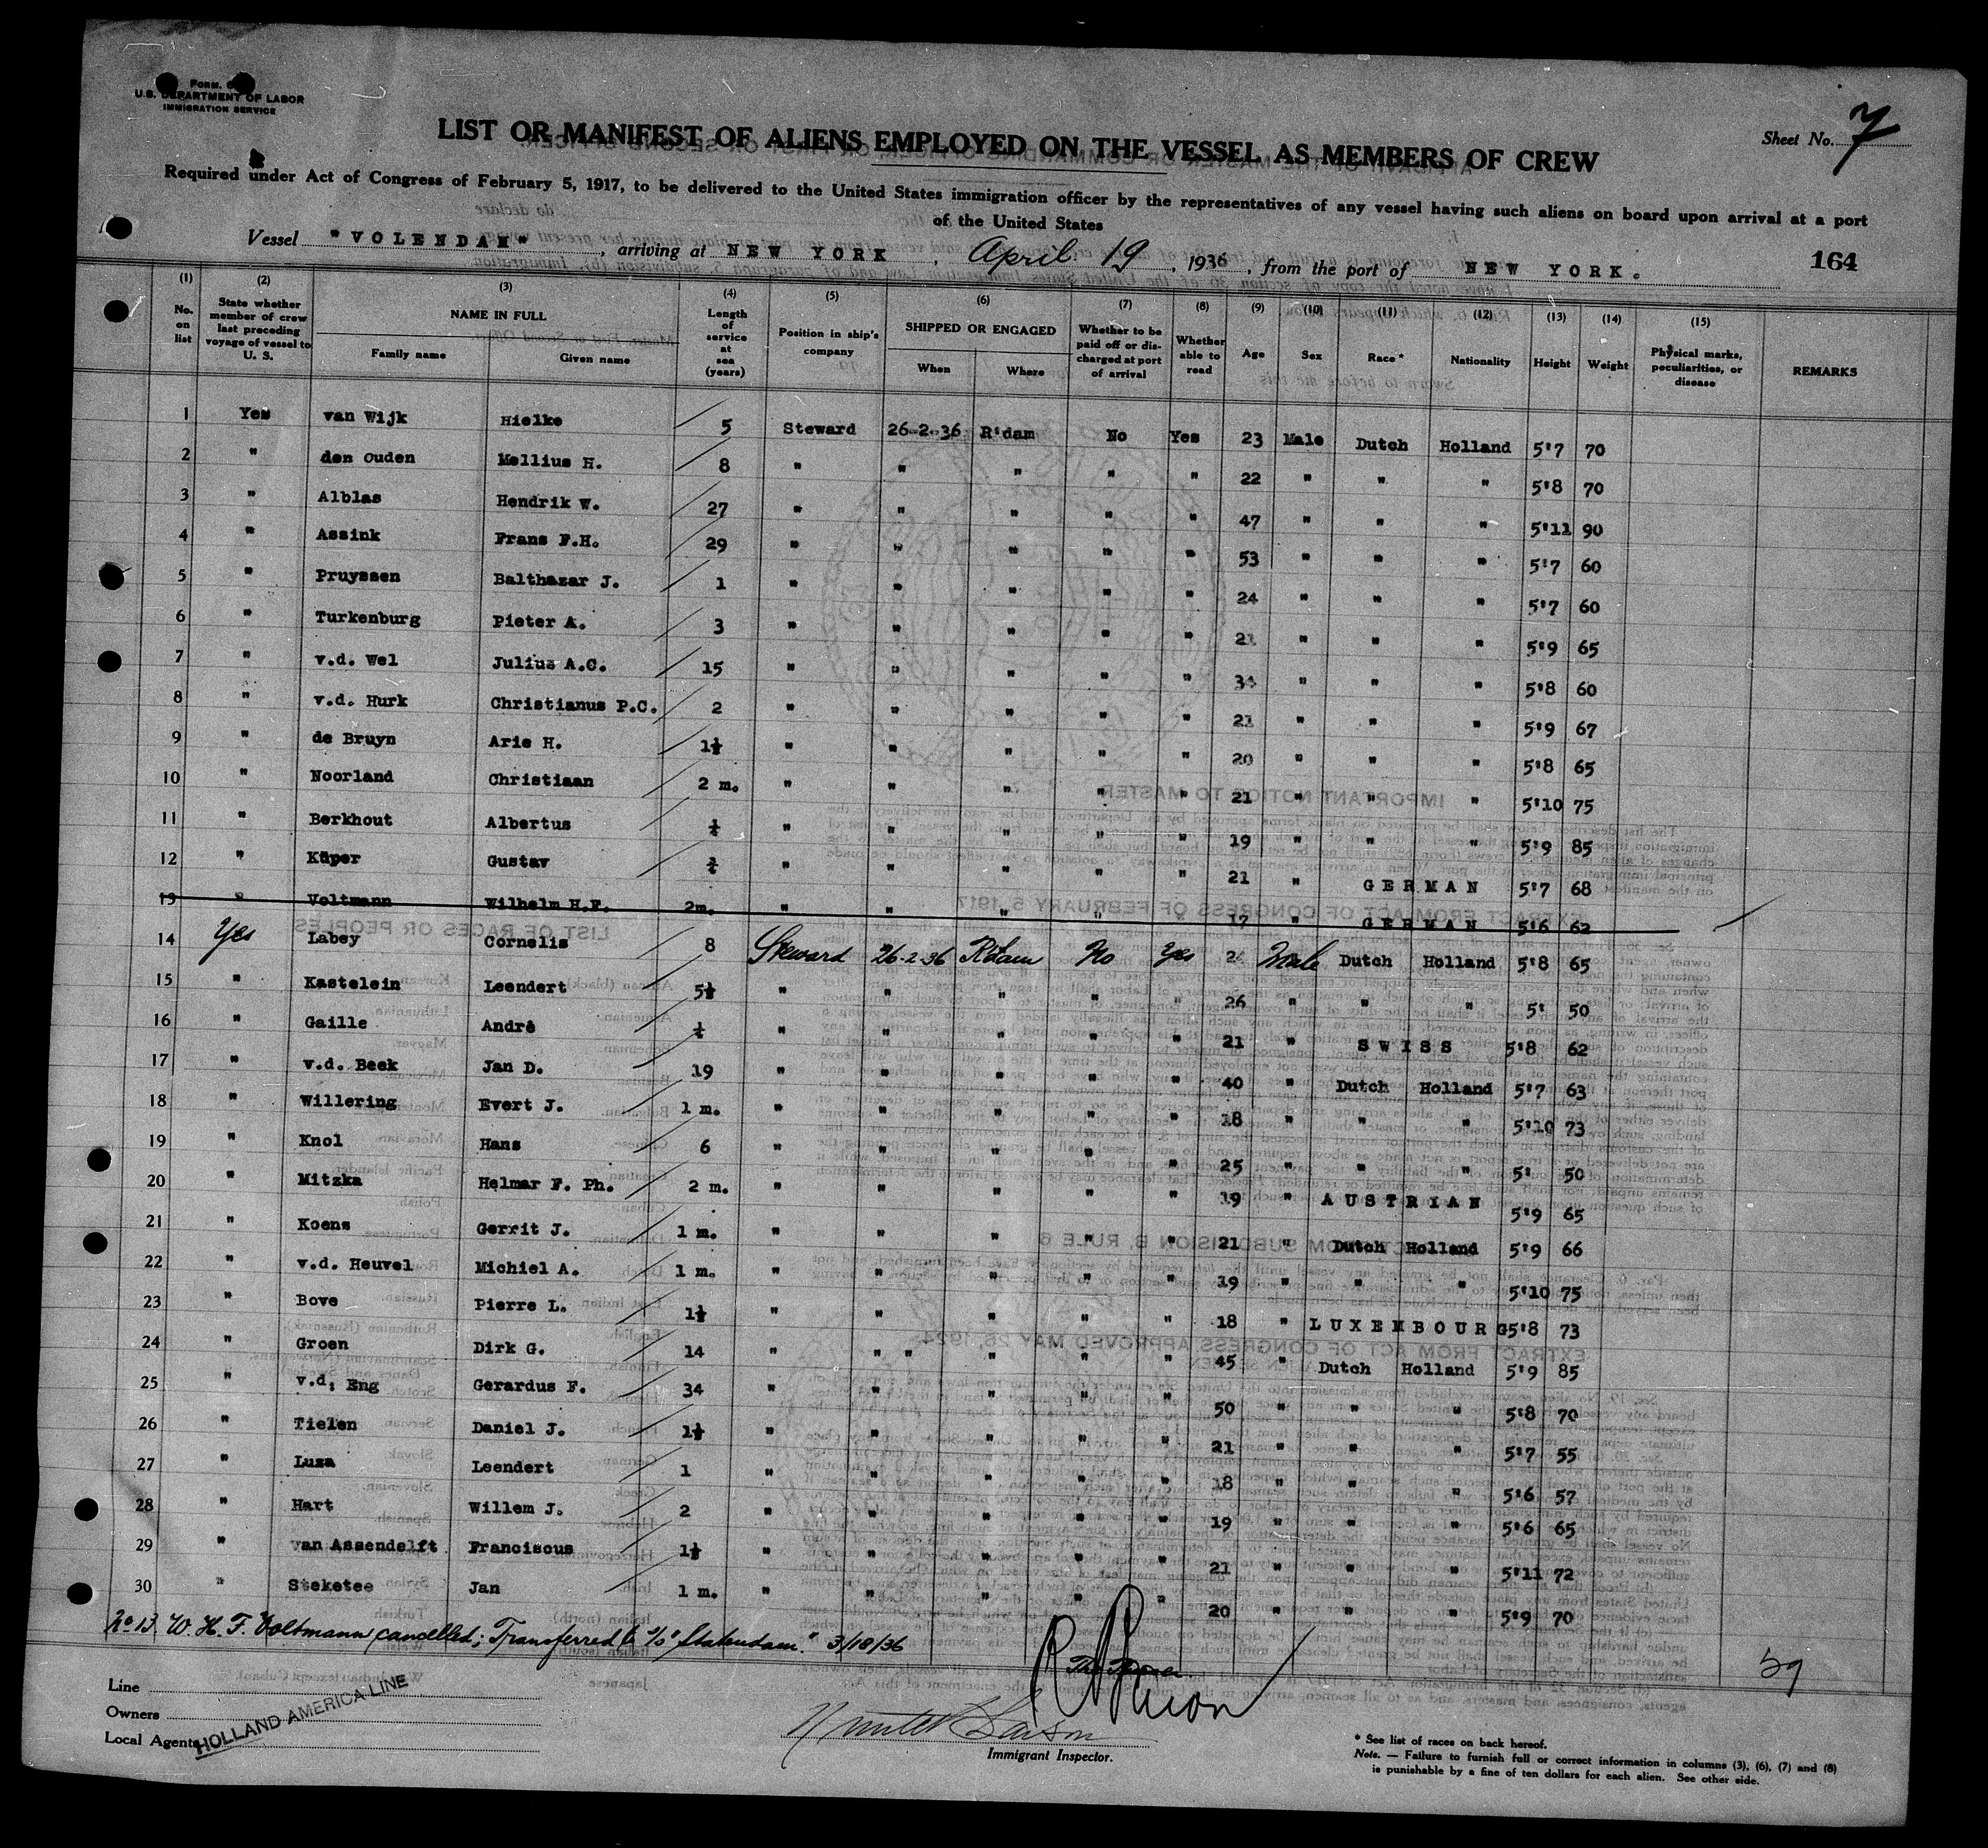 Form. 6
U.S. DEPARTMENT OF LABOR
IMMIGRATION SERVICE
Sheet No. 7
LIST OR MANIFEST OF ALIENS EMPLOYED ON THE VESSEL AS MEMBERS OF CREW
Required under Act of Congress of February 5, 1917, to be delivered to the United States immigration officer by the representatives of any vessel having such aliens on board upon arrival at a port
of the United States
Vessel "VOLENDAM", arriving at NEW YORK, April 19, 1936, from the port of NEW YORK.
164
(1) (2) (3) (4) (5) (6) (7) (8) (9) (10) (11) (12) (13) (14) (15)
No. on list State whether member of crew last preceding voyage of vessel to U. S. NAME IN FULL Family name Given name Length of service at sea (years) Position in ship's company SHIPPED OR ENGAGED When Where Whether to be paid off or discharged at port of arrival Whether able to read Age Sex Race * Nationality Height Weight Physical marks, peculiarities, or disease REMARKS
1 Yes van Wijk Hielke 5 Steward 26-2-36 R'dam No Yes 23 Male Dutch Holland 5'7 70
2 " den Ouden Mellius H. 8 " " " " " 22 " " " 5'8 70
3 " Alblas Hendrik W. 27 " " " " " 47 " " " 5'11 90
4 " Assink Frans F.H. 29 " " " " " 53 " " " 5'7 60
5 " Pruyssen Balthazar J. 1 " " " " " 24 " " " 5'7 60
6 " Turkenburg Pieter A. 3 " " " " " 21 " " " 5'9 65
7 " v.d. Wel Julius A.C. 15 " " " " " 34 " " " 5'8 60
8 " v.d. Hurk Christianus P.C. 2 " " " " " 21 " " " 5'9 67
9 " de Bruyn Arie H. 1½ " " " " " 20 " " " 5'8 65
10 " Noorland Christiaan 2 m. " " " " " 21 " " " 5'10 75
11 " Berkhout Albertus " " " " " 19 " " " 5'9 85
12 " Küper Gustav " " " " " 21 " GERMAN 5'7 68
13 " Voltmann Wilhelm H.F. 2m. " " " " " 17 " GERMAN 5'6 62
14 Yes Labey Cornelis 8 Steward 26-2-36 R'dam No Yes Male Dutch Holland 5'8 65
15 " Kastelein Leendert 5½ " " " " " 26 " " " 5' 50
16 " Gaille André " " " " " 21 " SWISS 5'8 62
17 " v.d. Beek Jan D. 19 " " " " " 40 " Dutch Holland 5'7 63
18 " Willering Evert J. 1 m. " " " " " 18 " " " 5'10 73
19 " Knol Hans 6 " " " " " 25 " " " 5' 50
20 " Mitzka Helmar F. Ph. 2 m. " " " " " 19 " AUSTRIAN 5'9 65
21 " Koens Gerrit J. 1 m. " " " " " 21 " Dutch Holland 5'9 66
22 " v.d. Heuvel Michiel A. 1 m. " " " " " 19 " " " 5'10 75
23 " Bove Pierre L. 1½ " " " " " 18 " LUXEMBOURG 5'8 73
24 " Groen Dirk G. 14 " " " " " " 45 " Dutch Holland 5'9 85
25 " v.d. Eng Gerardus F. 34 " " " " " 50 " " " 5'8 70
26 " Tielen Daniel J. 1½ " " " " " 21 " " " 5'7 55
27 " Luza Leendert 1 " " " " " 18 " " " 5'6 57
28 " Hart Willem J. 2 " " " " " 19 " " " 5'6 65
29 " van Assendelft Franciscus 1½ " " " " " 21 " " " 5'11 72
30 " Steketee Jan 1 m. " " " " " 20 " " " 5'9 70
No 13 W. H. F. Voltmann cancelled; Transferred to s/s "Statendam." 3/18/36
59
Line
Owners
Local Agents
HOLLAND AMERICA LINE
Immigrant Inspector.
* See list of races on back hereof.
Note. — Failure to furnish full or correct information in columns (3), (6), (7) and (8)
is punishable by a fine of ten dollars for each alien. See other side.